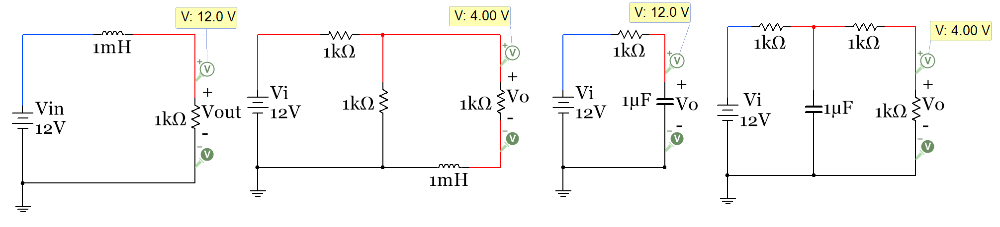 V: 12.0 V
1mH
+
V
+
Vin
12V
1kΩ
Vout
-
−
V
V: 4.00 V
1kΩ
+
V
Vi
12V
1kΩ
1kΩ
+
Vo
-
−
V
1mH
V: 12.0 V
1kΩ
+
V
Vi
12V
1µF
+
Vo
-
−
V
1kΩ
1kΩ
V: 4.00 V
+
V
Vi
12V
1µF
1kΩ
+
Vo
-
−
V